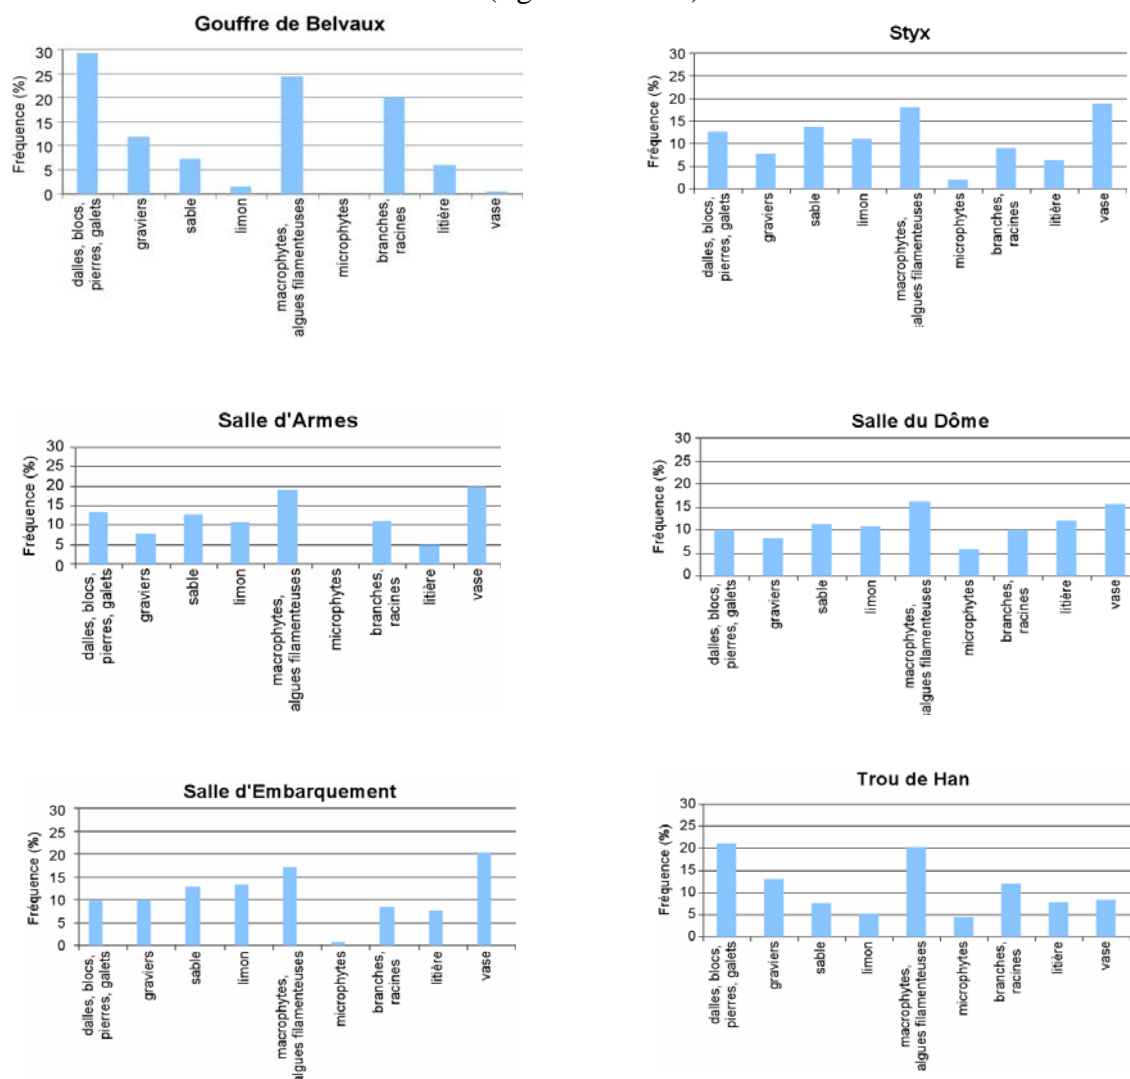 Gouffre de Belvaux
Fréquence (%)
30
25
20
15
10
5
0
dalles, blocs,
pierres, galets
graviers
sable
limon
macrophytes,
algues filamenteuses
microphytes
branches,
racines
litière
vase
Styx
Fréquence (%)
30
25
20
15
10
5
0
dalles, blocs,
pierres, galets
graviers
sable
limon
macrophytes,
algues filamenteuses
microphytes
branches,
racines
litière
vase
Salle d'Armes
Fréquence (%)
30
25
20
15
10
5
0
dalles, blocs,
pierres, galets
graviers
sable
limon
macrophytes,
algues filamenteuses
microphytes
branches,
racines
litière
vase
Salle du Dôme
Fréquence (%)
30
25
20
15
10
5
0
dalles, blocs,
pierres, galets
graviers
sable
limon
macrophytes,
algues filamenteuses
microphytes
branches,
racines
litière
vase
Salle d'Embarquement
Fréquence (%)
30
25
20
15
10
5
0
dalles, blocs,
pierres, galets
graviers
sable
limon
macrophytes,
algues filamenteuses
microphytes
branches,
racines
litière
vase
Trou de Han
Fréquence (%)
30
25
20
15
10
5
0
dalles, blocs,
pierres, galets
graviers
sable
limon
macrophytes,
algues filamenteuses
microphytes
branches,
racines
litière
vase